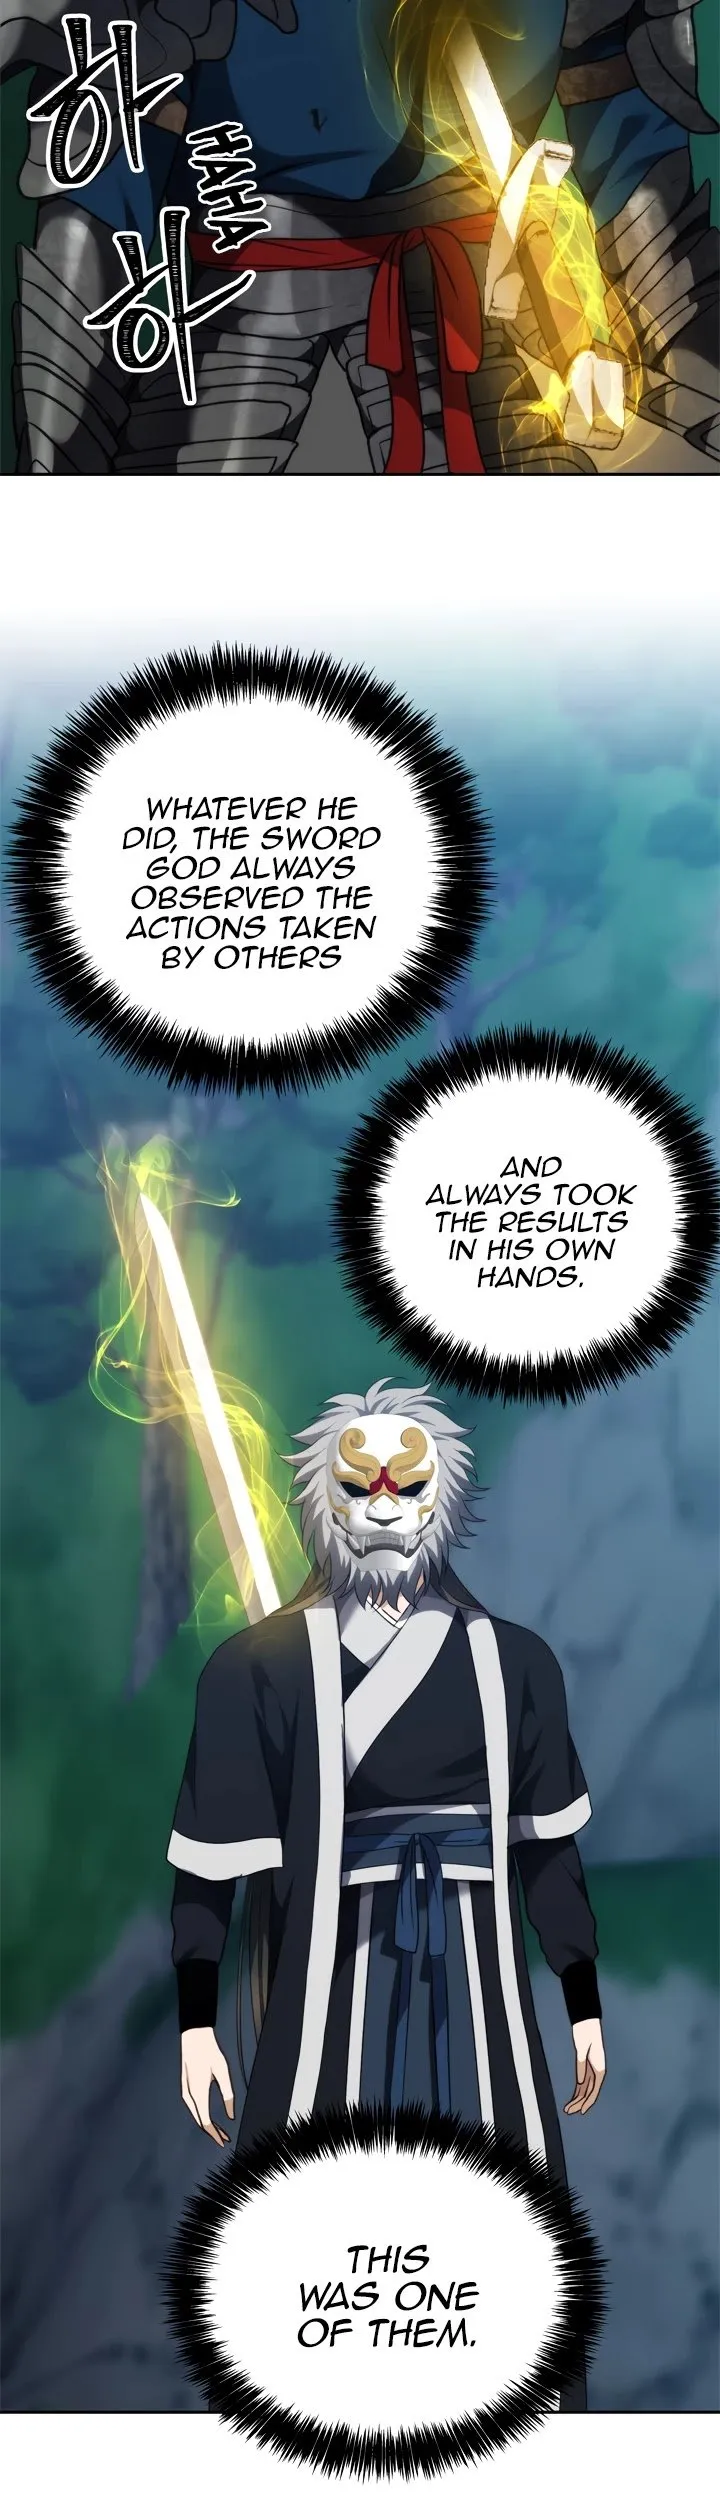 하
HAHA
하
WHATEVER HE
DID, THE SWORD
GOD ALWAYS
OBSERVED THE
ACTIONS TAKEN
BY OTHERS
AND
ALWAYS TOOK
THE RESULTS
IN HIS OWN
HANDS.
THIS
WAS ONE
OF THEM.